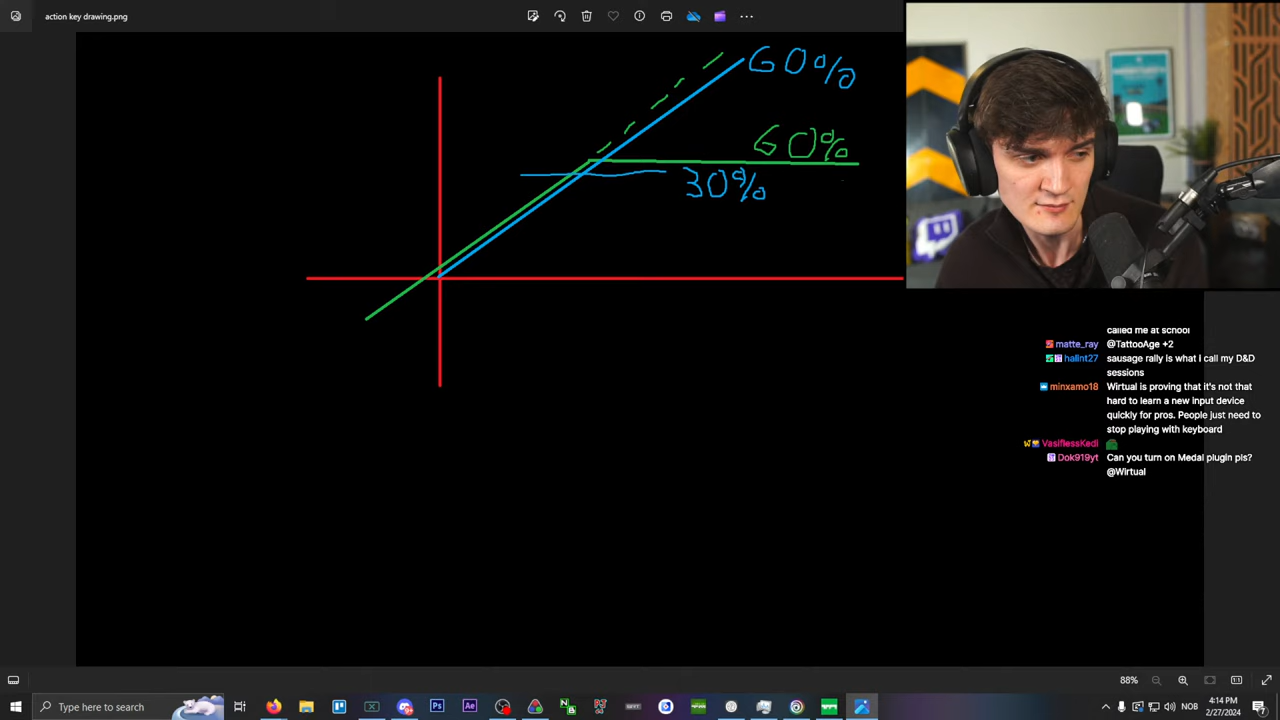 action key drawing.png
60%
60%
30%
called me at school
matte_ray @TattooAge +2
halint27 sausage rally is what i call my D&D
sessions
minxamo18 Wirtual is proving that it's not that
hard to learn a new input device
quickly for pros. People just need to
stop playing with keyboard
VasiflessKedi
Dok919yt Can you turn on Medal plugin pls?
@Wirtual
88%
Type here to search
Ps
Ae
NOB
4:14 PM
2/27/2024